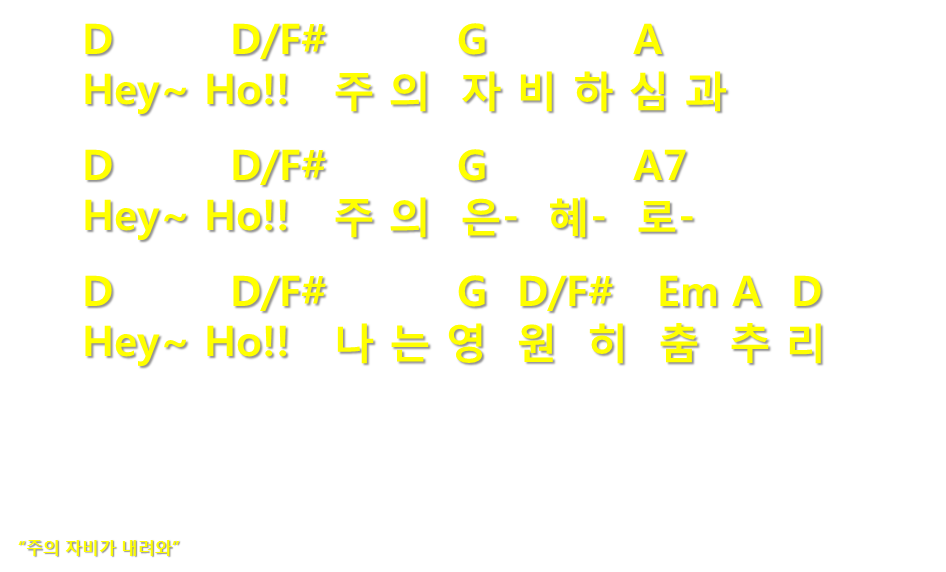 D D/F# G A
Hey~ Ho!! 주 의 자 비 하 심 과
D D/F# G A7
Hey~ Ho!! 주 의 은- 혜- 로-
D D/F# G D/F# Em A D
Hey~ Ho!! 나 는 영 원 히 춤 추 리
“주의 자비가 내려와”